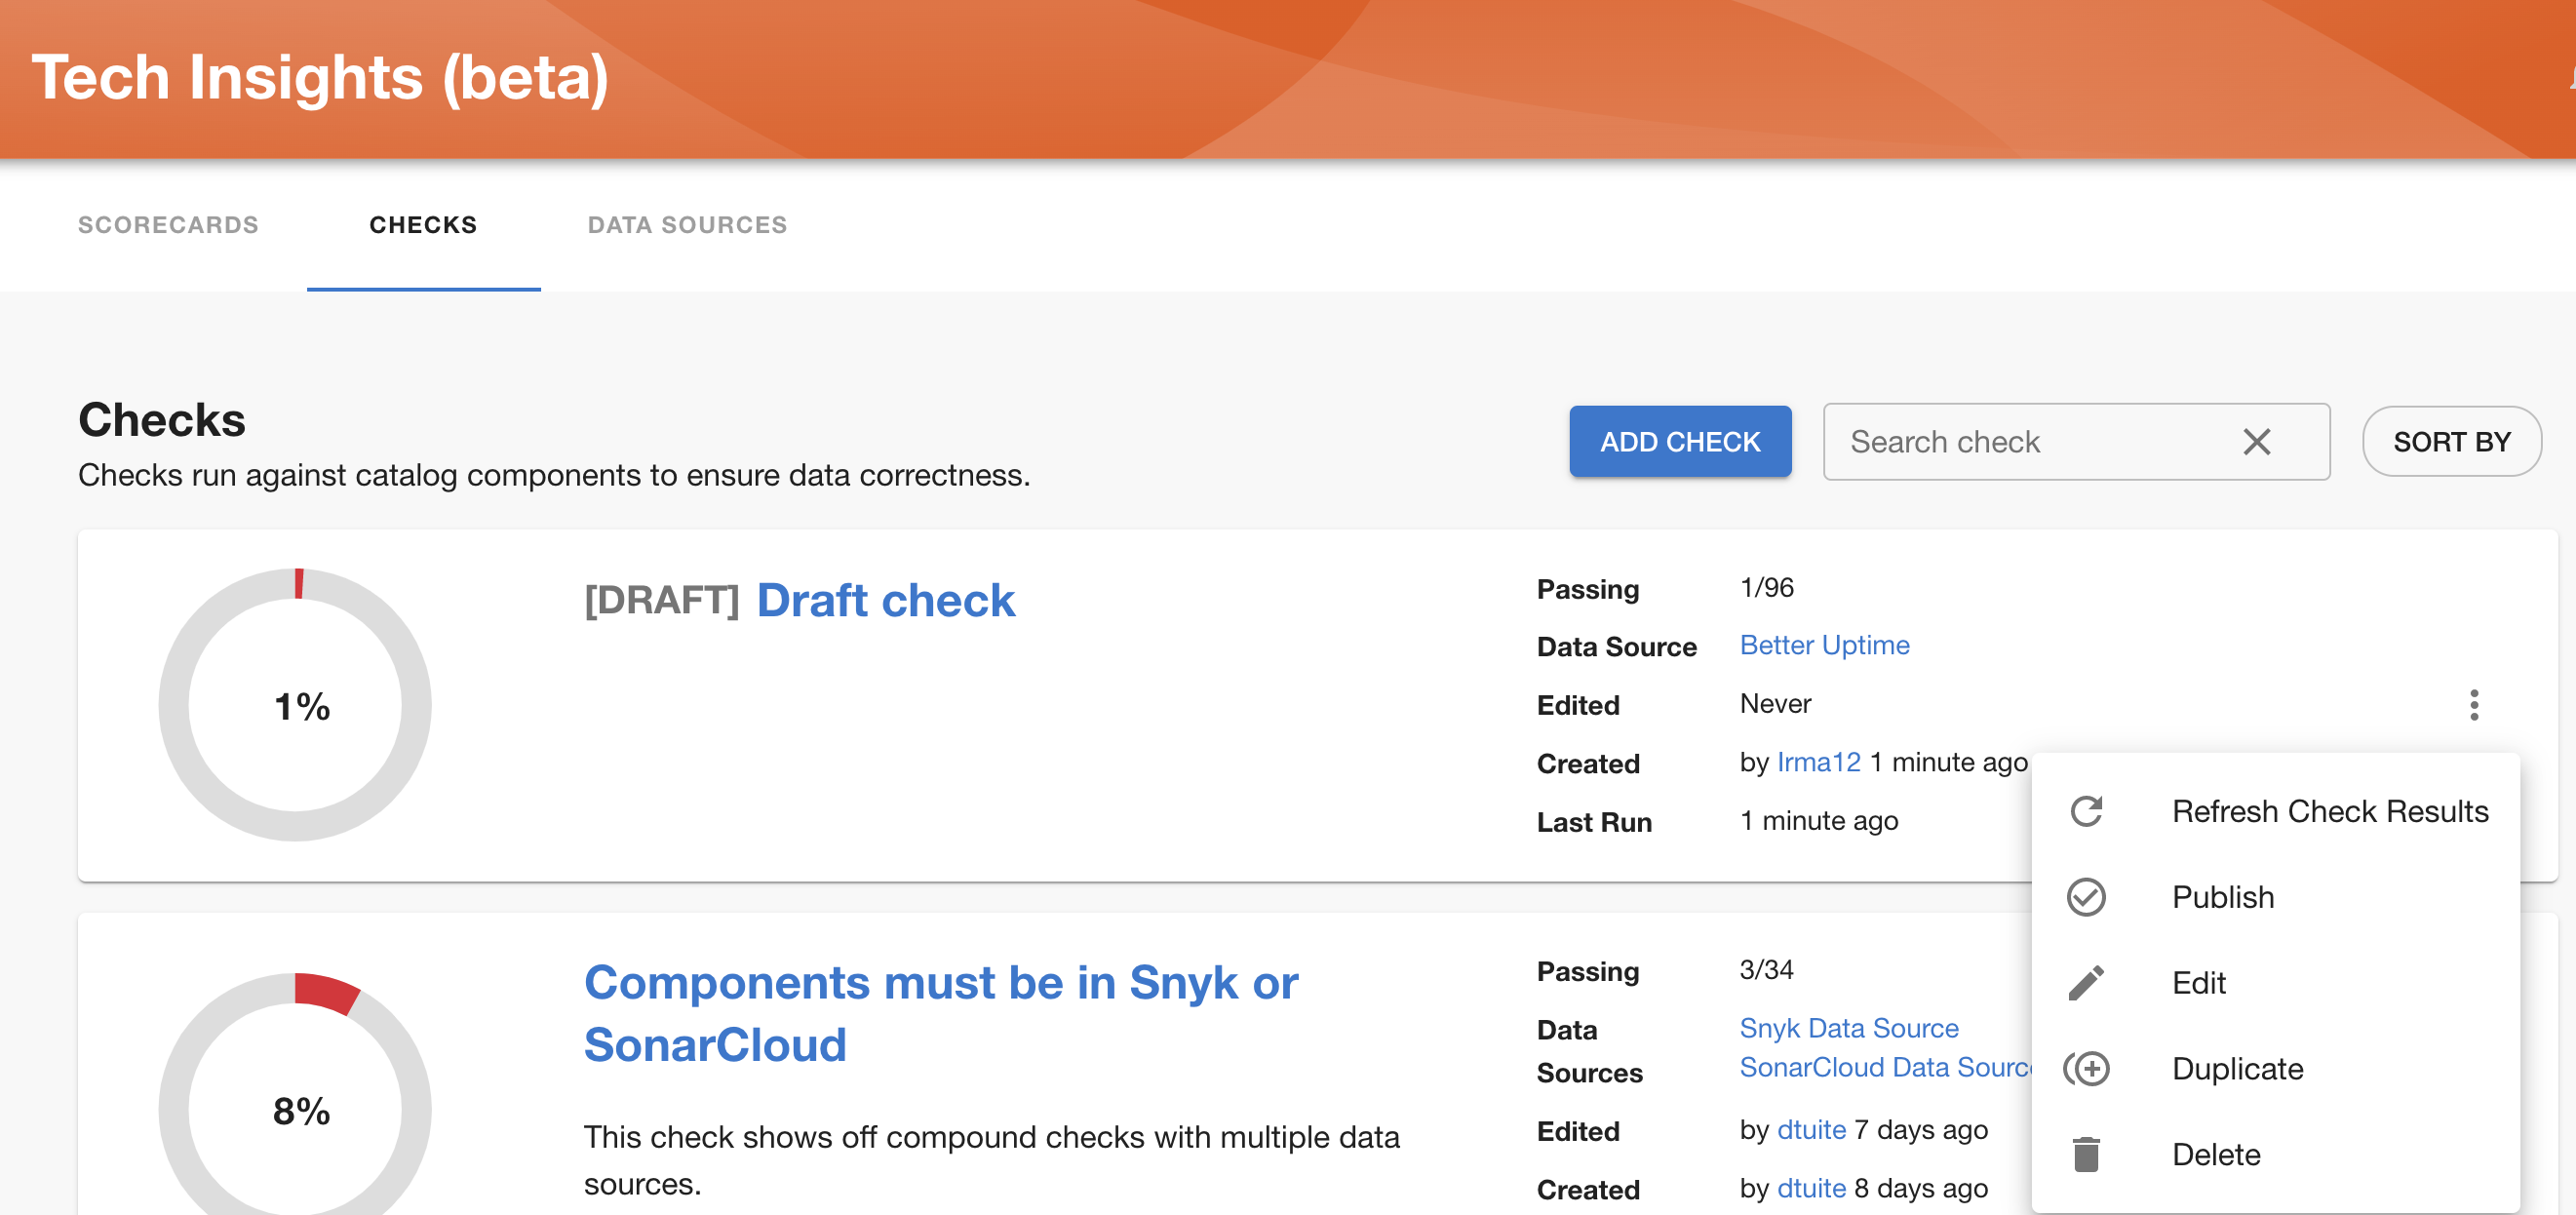 Tech Insights (beta)
SCORECARDS
CHECKS
DATA SOURCES
Checks
Checks run against catalog components to ensure data correctness.
ADD CHECK
Search check
SORT BY
1%
[DRAFT] Draft check
Passing 1/96
Data Source Better Uptime
Edited Never
Created by Irma12 1 minute ago
Last Run 1 minute ago
Refresh Check Results
Publish
Edit
Duplicate
Delete
8%
Components must be in Snyk or
SonarCloud
This check shows off compound checks with multiple data
sources.
Passing 3/34
Data Snyk Data Source
Sources SonarCloud Data Sourc
Edited by dtuite 7 days ago
Created by dtuite 8 days ago